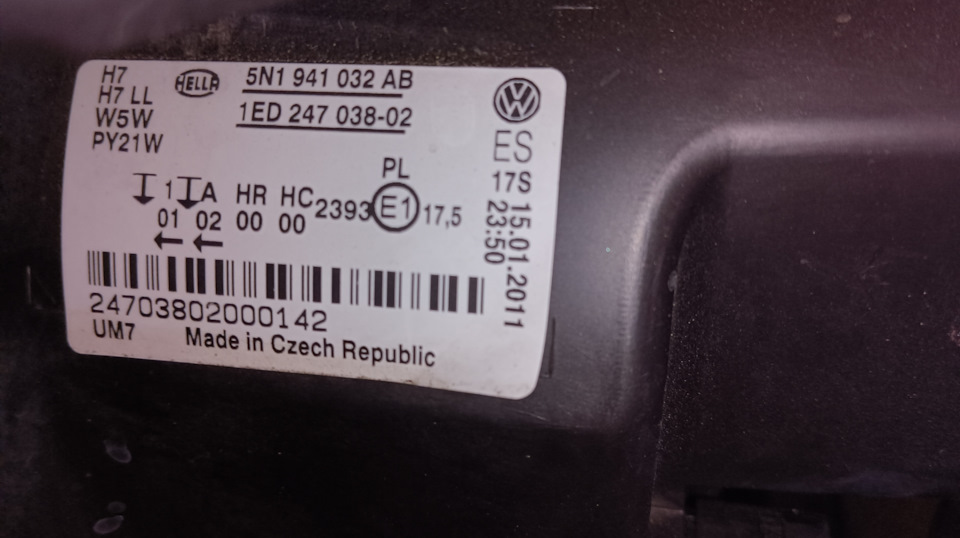 H7
H7 LL
W5W
PY21W
HELLA
5N1 941 032 AB
1ED 247 038-02
ES
17S 15.01.2011
23:50
PL
1 A HR HC 2393 E1 17,5
01 02 00 00
24703802000142
UM7 Made in Czech Republic